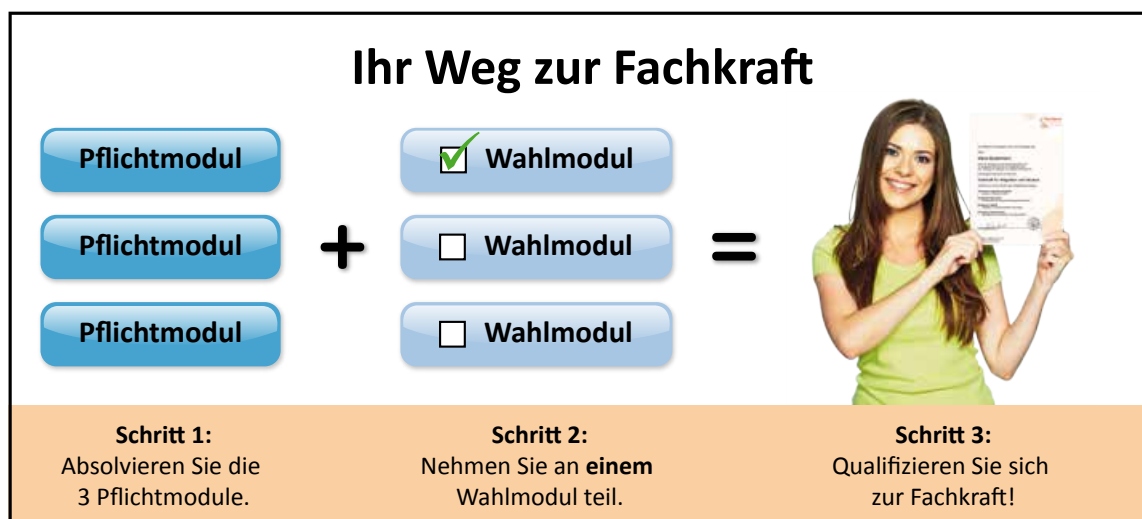 Ihr Weg zur Fachkraft
Pflichtmodul
Pflichtmodul
Pflichtmodul
+
Wahlmodul
Wahlmodul
Wahlmodul
=
Schritt 1:
Absolvieren Sie die
3 Pflichtmodule.
Schritt 2:
Nehmen Sie an einem
Wahlmodul teil.
Schritt 3:
Qualifizieren Sie sich
zur Fachkraft!